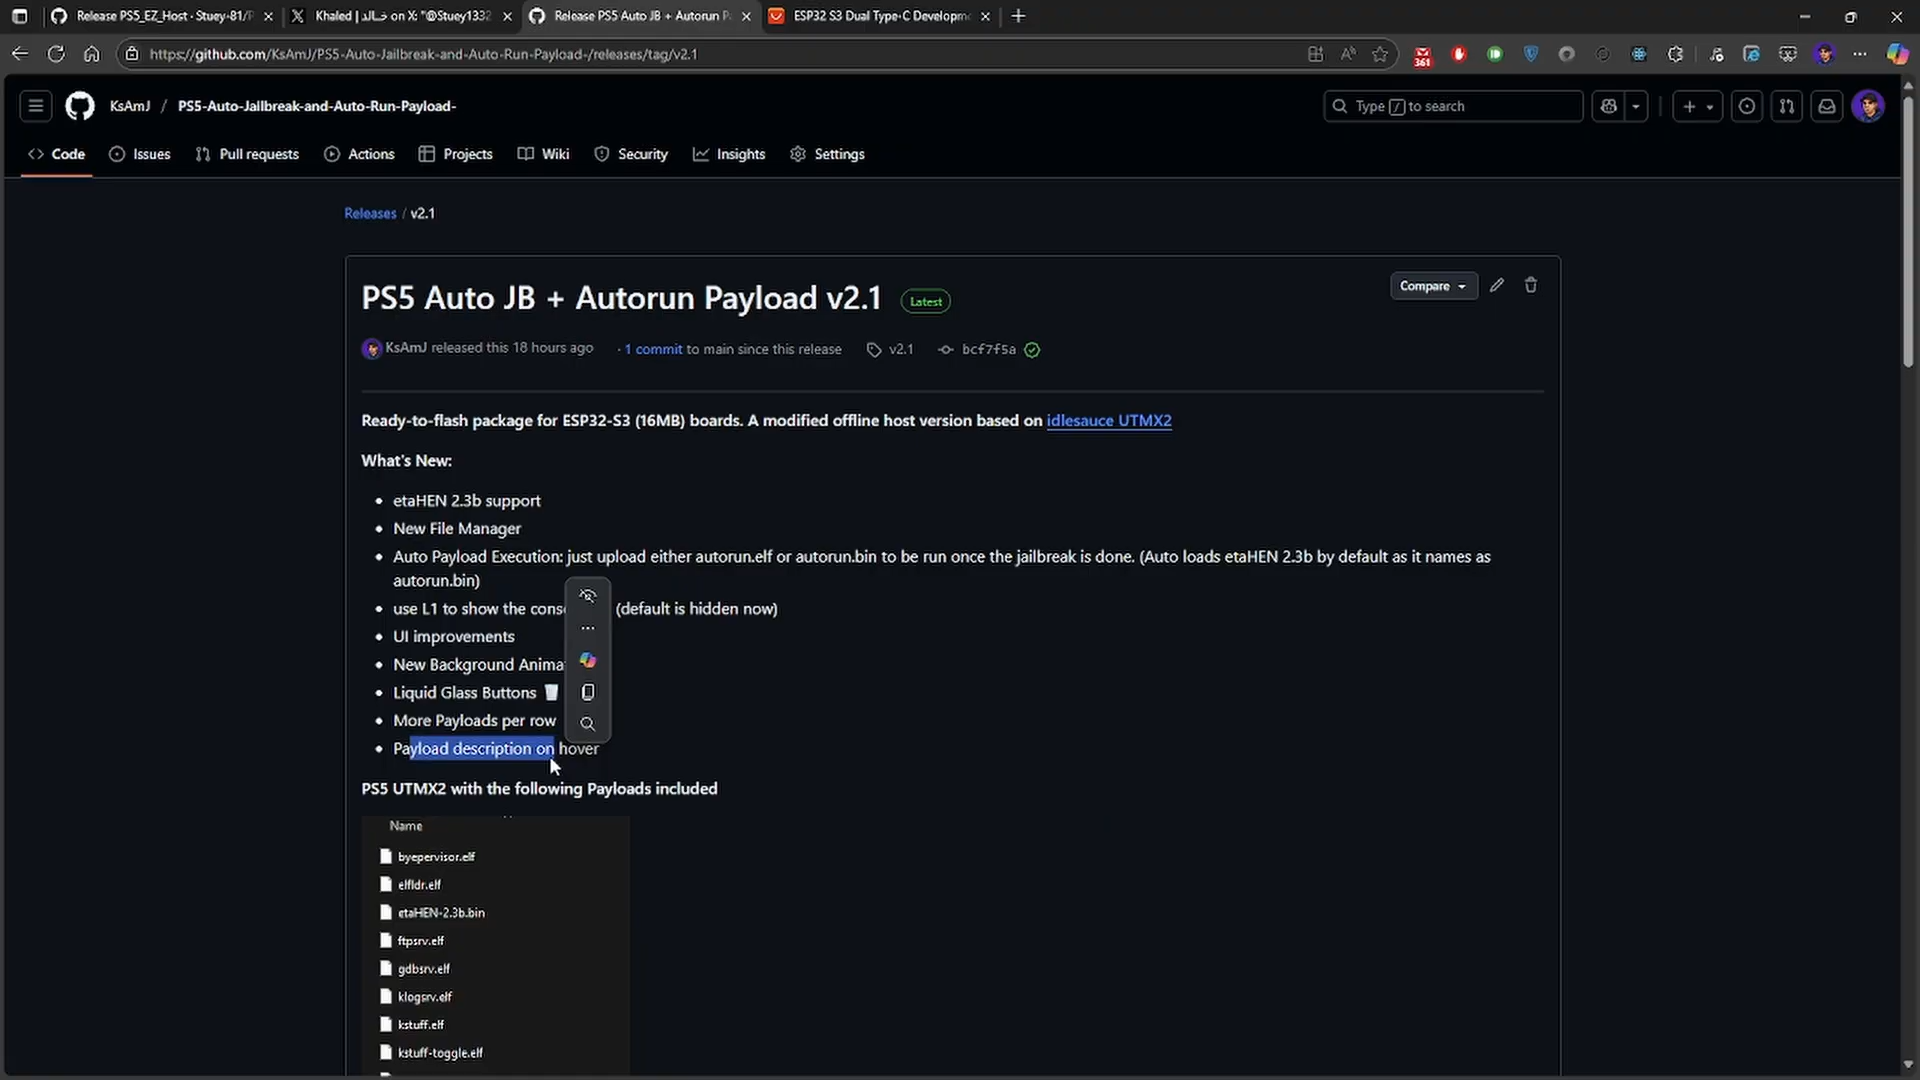 Release PS5_EZ_Host · Stuey-81/
Khaled | خـالد on X: "@Stuey1332
Release PS5 Auto JB + Autorun P
ESP32 S3 Dual Type-C Developm
https://github.com/KsAmJ/PS5-Auto-Jailbreak-and-Auto-Run-Payload-/releases/tag/v2.1
361
KsAmJ / PS5-Auto-Jailbreak-and-Auto-Run-Payload-
Type / to search
Code
Issues
Pull requests
Actions
Projects
Wiki
Security
Insights
Settings
Releases / v2.1
PS5 Auto JB + Autorun Payload v2.1 Latest
Compare
KsAmJ released this 18 hours ago · 1 commit to main since this release v2.1 bcf7f5a
Ready-to-flash package for ESP32-S3 (16MB) boards. A modified offline host version based on idlesauce UTMX2
What's New:
• etaHEN 2.3b support
• New File Manager
• Auto Payload Execution: just upload either autorun.elf or autorun.bin to be run once the jailbreak is done. (Auto loads etaHEN 2.3b by default as it names as
autorun.bin)
• use L1 to show the cons (default is hidden now)
• UI improvements
• New Background Anima
• Liquid Glass Buttons
• More Payloads per row
• Payload description on hover
PS5 UTMX2 with the following Payloads included
Name
byepervisor.elf
elfldr.elf
etaHEN-2.3b.bin
ftpsrv.elf
gdbsrv.elf
klogsrv.elf
kstuff.elf
kstuff-toggle.elf